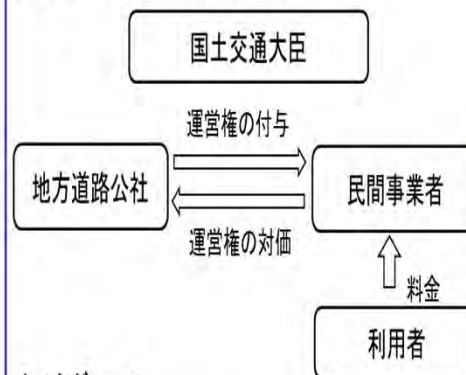 国土交通大臣
運営権の付与
地方道路公社
民間事業者
運営権の対価
料金
利用者